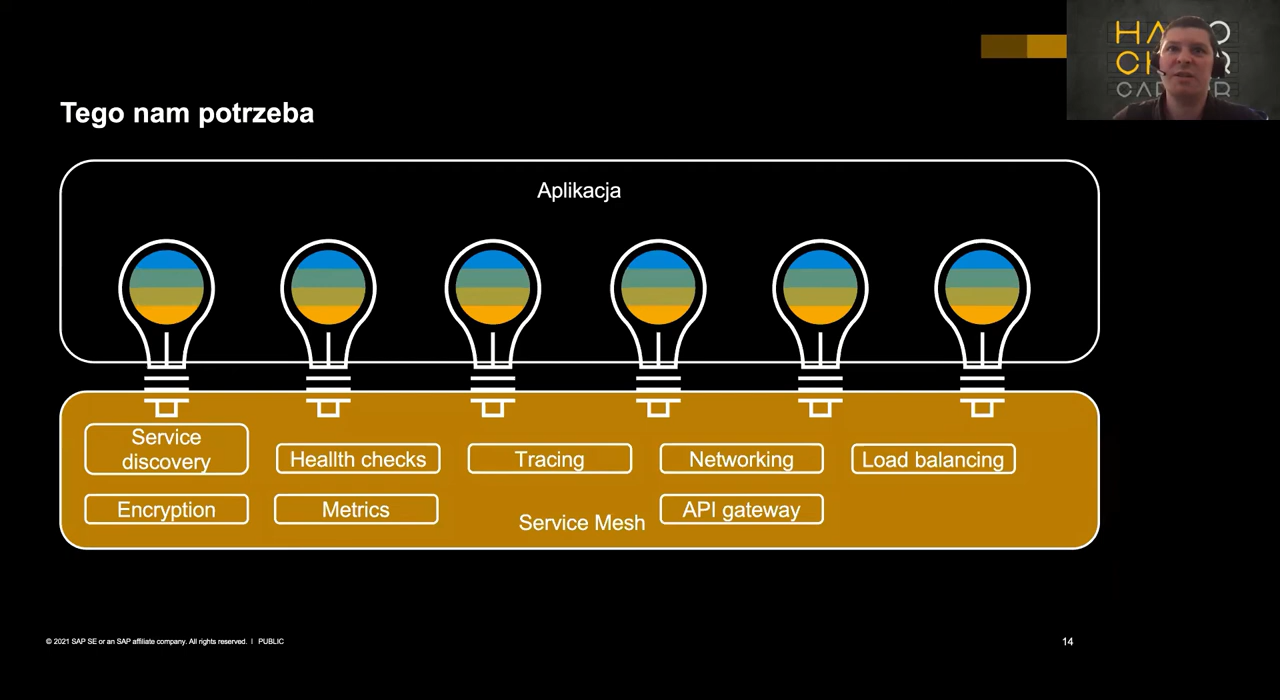 Tego nam potrzeba
Aplikacja
Service
discovery
Heallth checks
Tracing
Networking
Load balancing
Encryption
Metrics
Service Mesh
API gateway
© 2021 SAP SE or an SAP affiliate company. All rights reserved. I PUBLIC
14